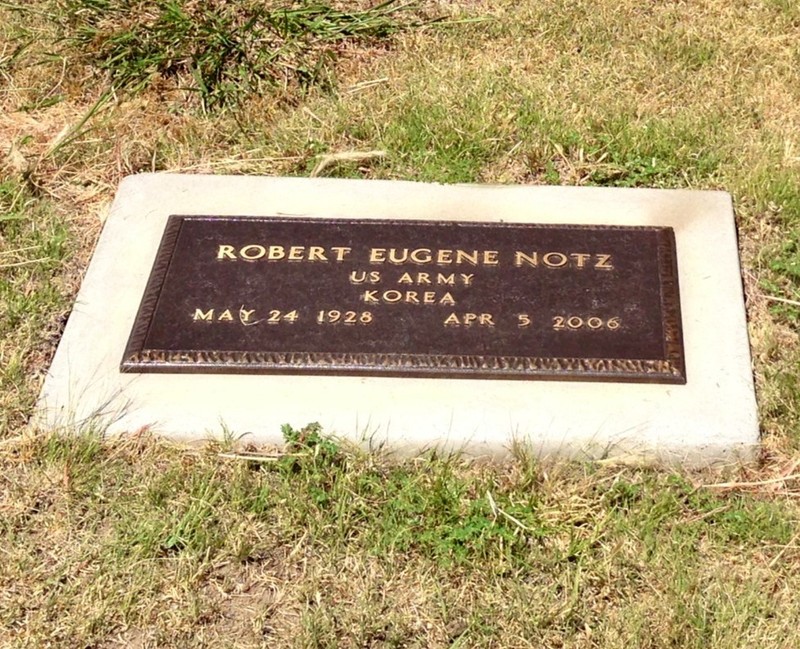 ROBERT EUGENE NOTZ
US ARMY
KOREA
MAY 24 1928 APR 5 2006